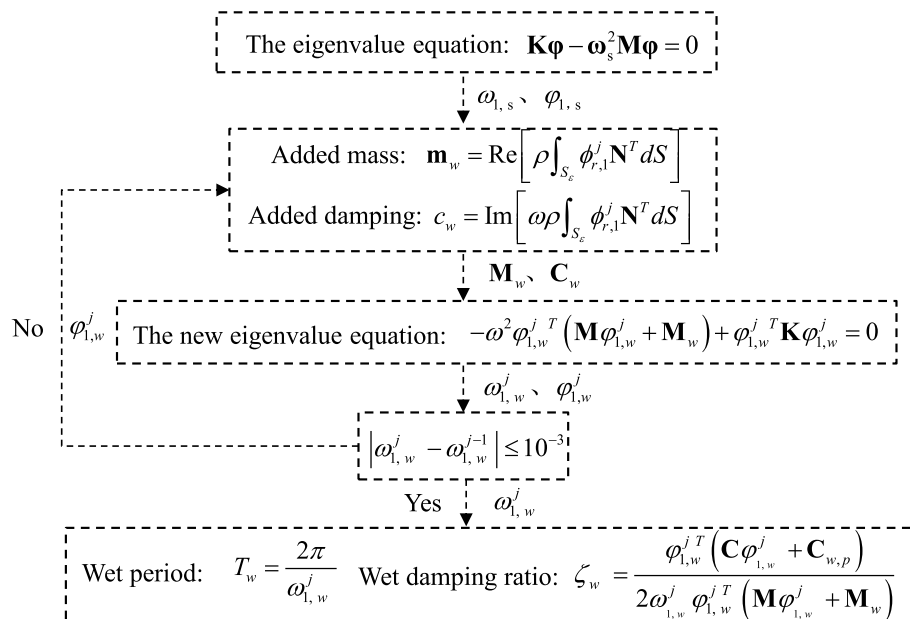 The eigenvalue equation: Kφ − ω_s^2 Mφ = 0
ω_{1,s}、 φ_{1,s}
Added mass: m_w = Re[ρ∫_{S_ε} ϕ_{r,1}^j N^T dS]
Added damping: c_w = Im[ωρ∫_{S_ε} ϕ_{r,1}^j N^T dS]
M_w、 C_w
No φ_{1,w}^j
The new eigenvalue equation: −ω^2 φ_{1,w}^{j T} (Mφ_{1,w}^j + M_w) + φ_{1,w}^{j T} Kφ_{1,w}^j = 0
ω_{1,w}^j、 φ_{1,w}^j
|ω_{1,w}^j − ω_{1,w}^{j−1}| ≤ 10^{−3}
Yes ω_{1,w}^j
Wet period: T_w = 2π / ω_{1,w}^j Wet damping ratio: ζ_w = φ_{1,w}^{j T} (Cφ_{1,w}^j + C_{w,p}) / 2ω_{1,w}^j φ_{1,w}^{j T} (Mφ_{1,w}^j + M_w)